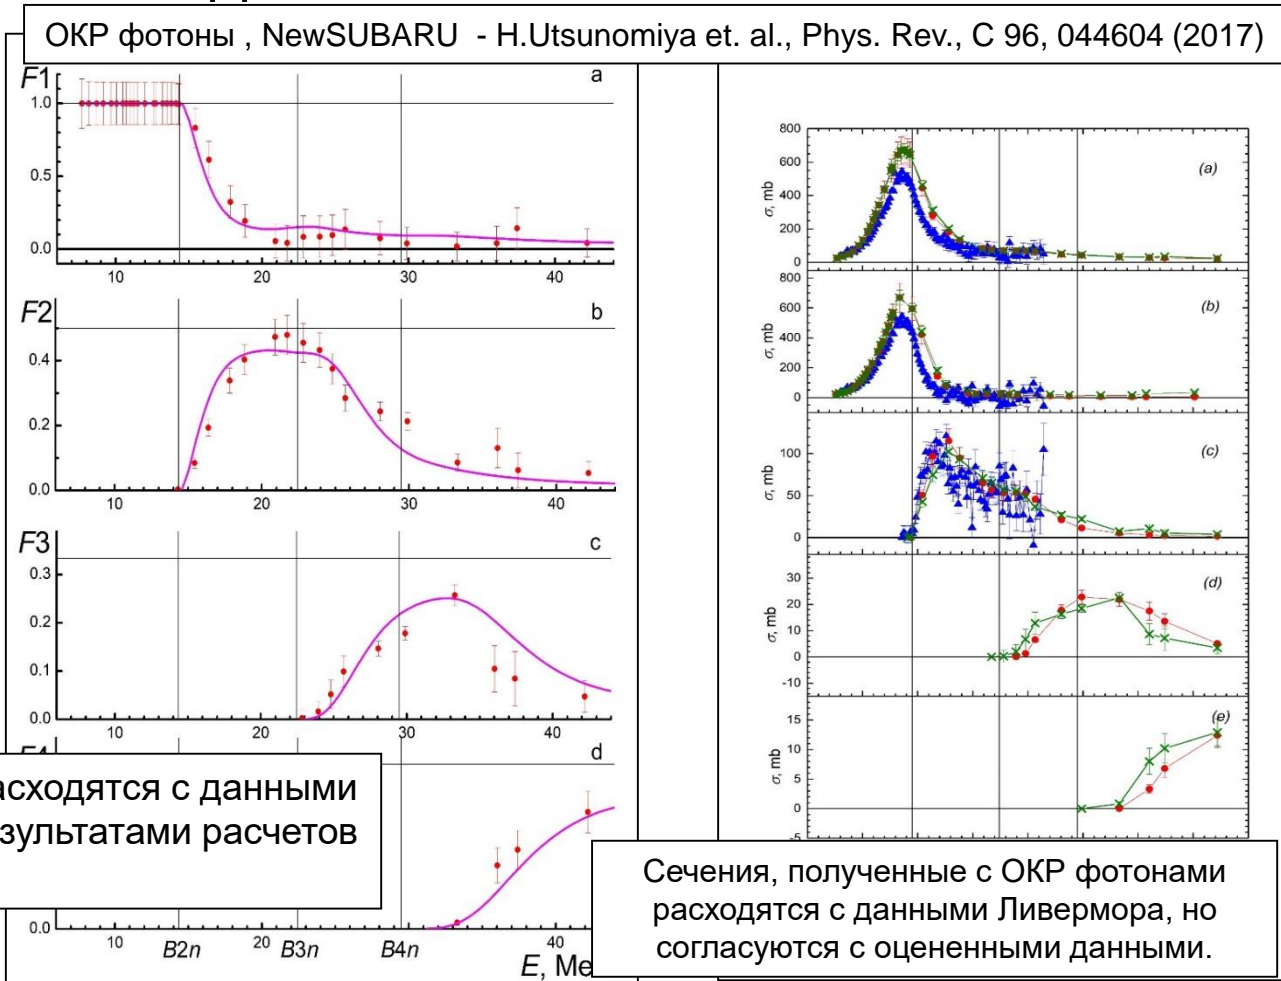 ОКР фотоны , NewSUBARU - H.Utsunomiya et. al., Phys. Rev., C 96, 044604 (2017)
F1
a
1.0
0.5
0.0
10 20 30 40
F2
b
0.4
0.2
0.0
10 20 30 40
F3
c
0.3
0.2
0.1
0.0
10 20 30 40
d
0.0
10 20 40
B2n B3n B4n
E,
расходятся с данными
результатами расчетов
800
600
400
200
0
σ, mb
(a)
800
600
400
200
0
σ, mb
(b)
100
50
0
σ, mb
(c)
30
20
10
0
-10
σ, mb
(d)
15
10
5
0
-5
σ, mb
(e)
Сечения, полученные с ОКР фотонами
расходятся с данными Ливермора, но
согласуются с оцененными данными.